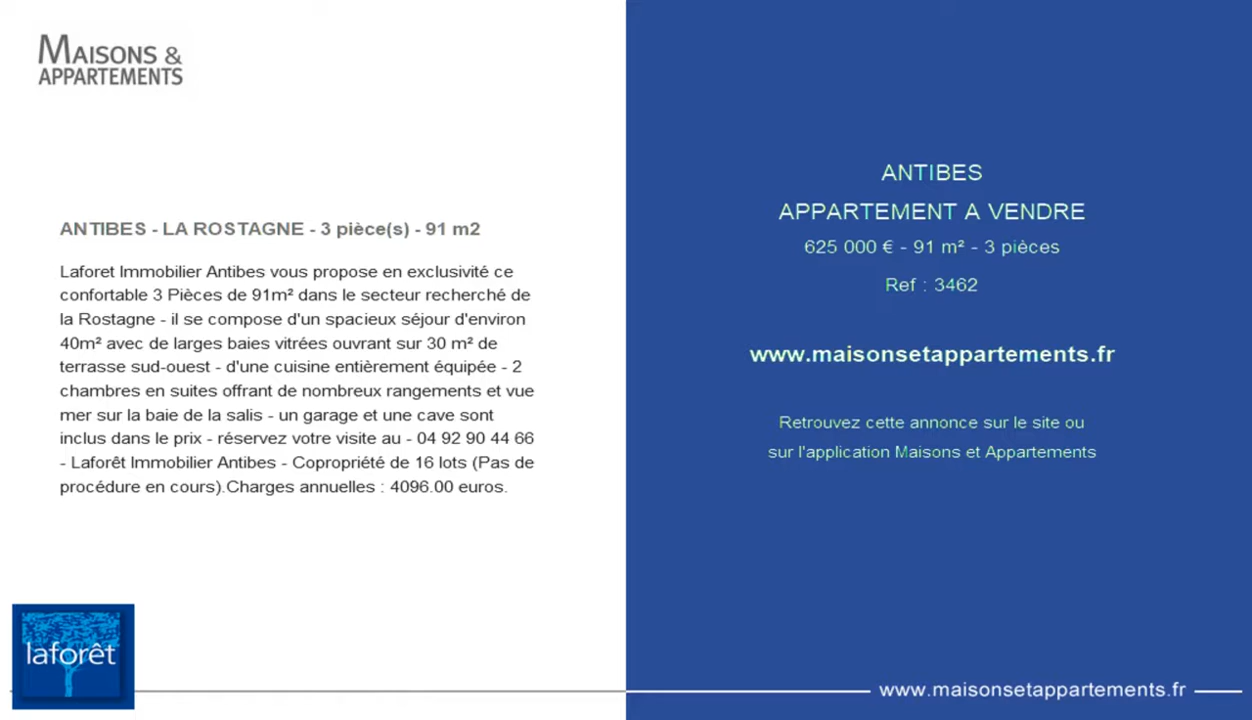 MAISONS &
APPARTEMENTS
ANTIBES - LA ROSTAGNE - 3 pièce(s) - 91 m2
Laforet Immobilier Antibes vous propose en exclusivité ce
confortable 3 Pièces de 91m² dans le secteur recherché de
la Rostagne - il se compose d'un spacieux séjour d'environ
40m² avec de larges baies vitrées ouvrant sur 30 m² de
terrasse sud-ouest - d'une cuisine entièrement équipée - 2
chambres en suites offrant de nombreux rangements et vue
mer sur la baie de la salis - un garage et une cave sont
inclus dans le prix - réservez votre visite au - 04 92 90 44 66
- Laforêt Immobilier Antibes - Copropriété de 16 lots (Pas de
procédure en cours).Charges annuelles : 4096.00 euros.
laforêt
ANTIBES
APPARTEMENT A VENDRE
625 000 € - 91 m² - 3 pièces
Ref : 3462
www.maisonsetappartements.fr
Retrouvez cette annonce sur le site ou
sur l'application Maisons et Appartements
www.maisonsetappartements.fr